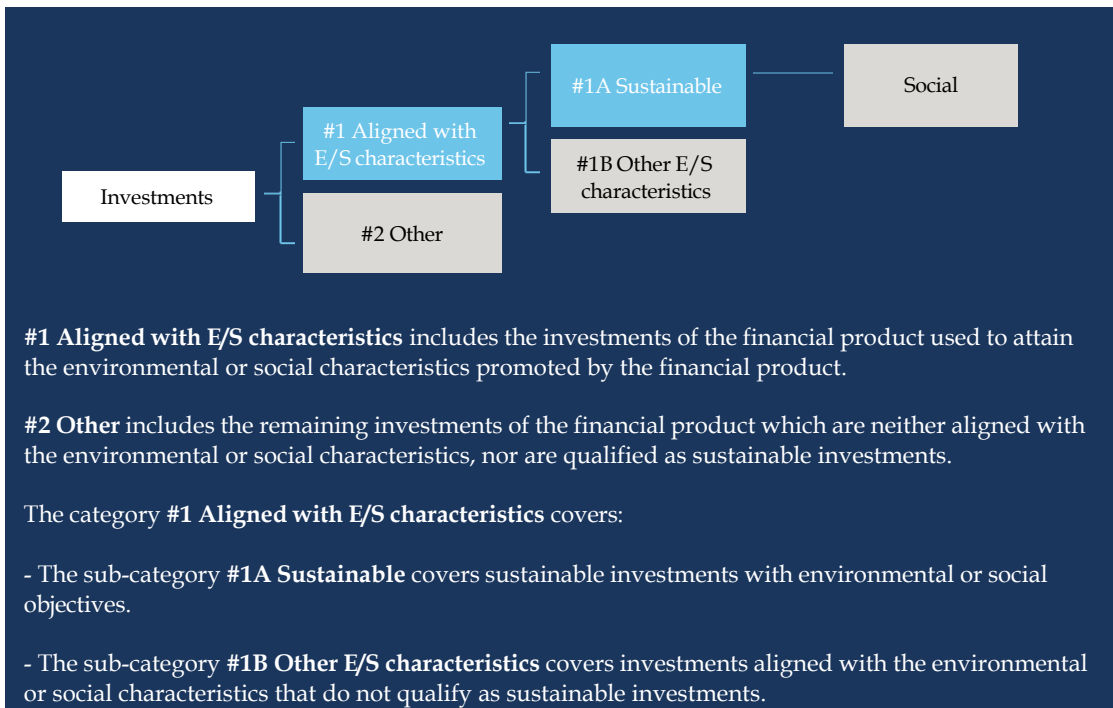 #1A Sustainable
Social
#1 Aligned with
E/S characteristics
#1B Other E/S
characteristics
Investments
#2 Other
#1 Aligned with E/S characteristics includes the investments of the financial product used to attain
the environmental or social characteristics promoted by the financial product.
#2 Other includes the remaining investments of the financial product which are neither aligned with
the environmental or social characteristics, nor are qualified as sustainable investments.
The category #1 Aligned with E/S characteristics covers:
- The sub-category #1A Sustainable covers sustainable investments with environmental or social
objectives.
- The sub-category #1B Other E/S characteristics covers investments aligned with the environmental
or social characteristics that do not qualify as sustainable investments.